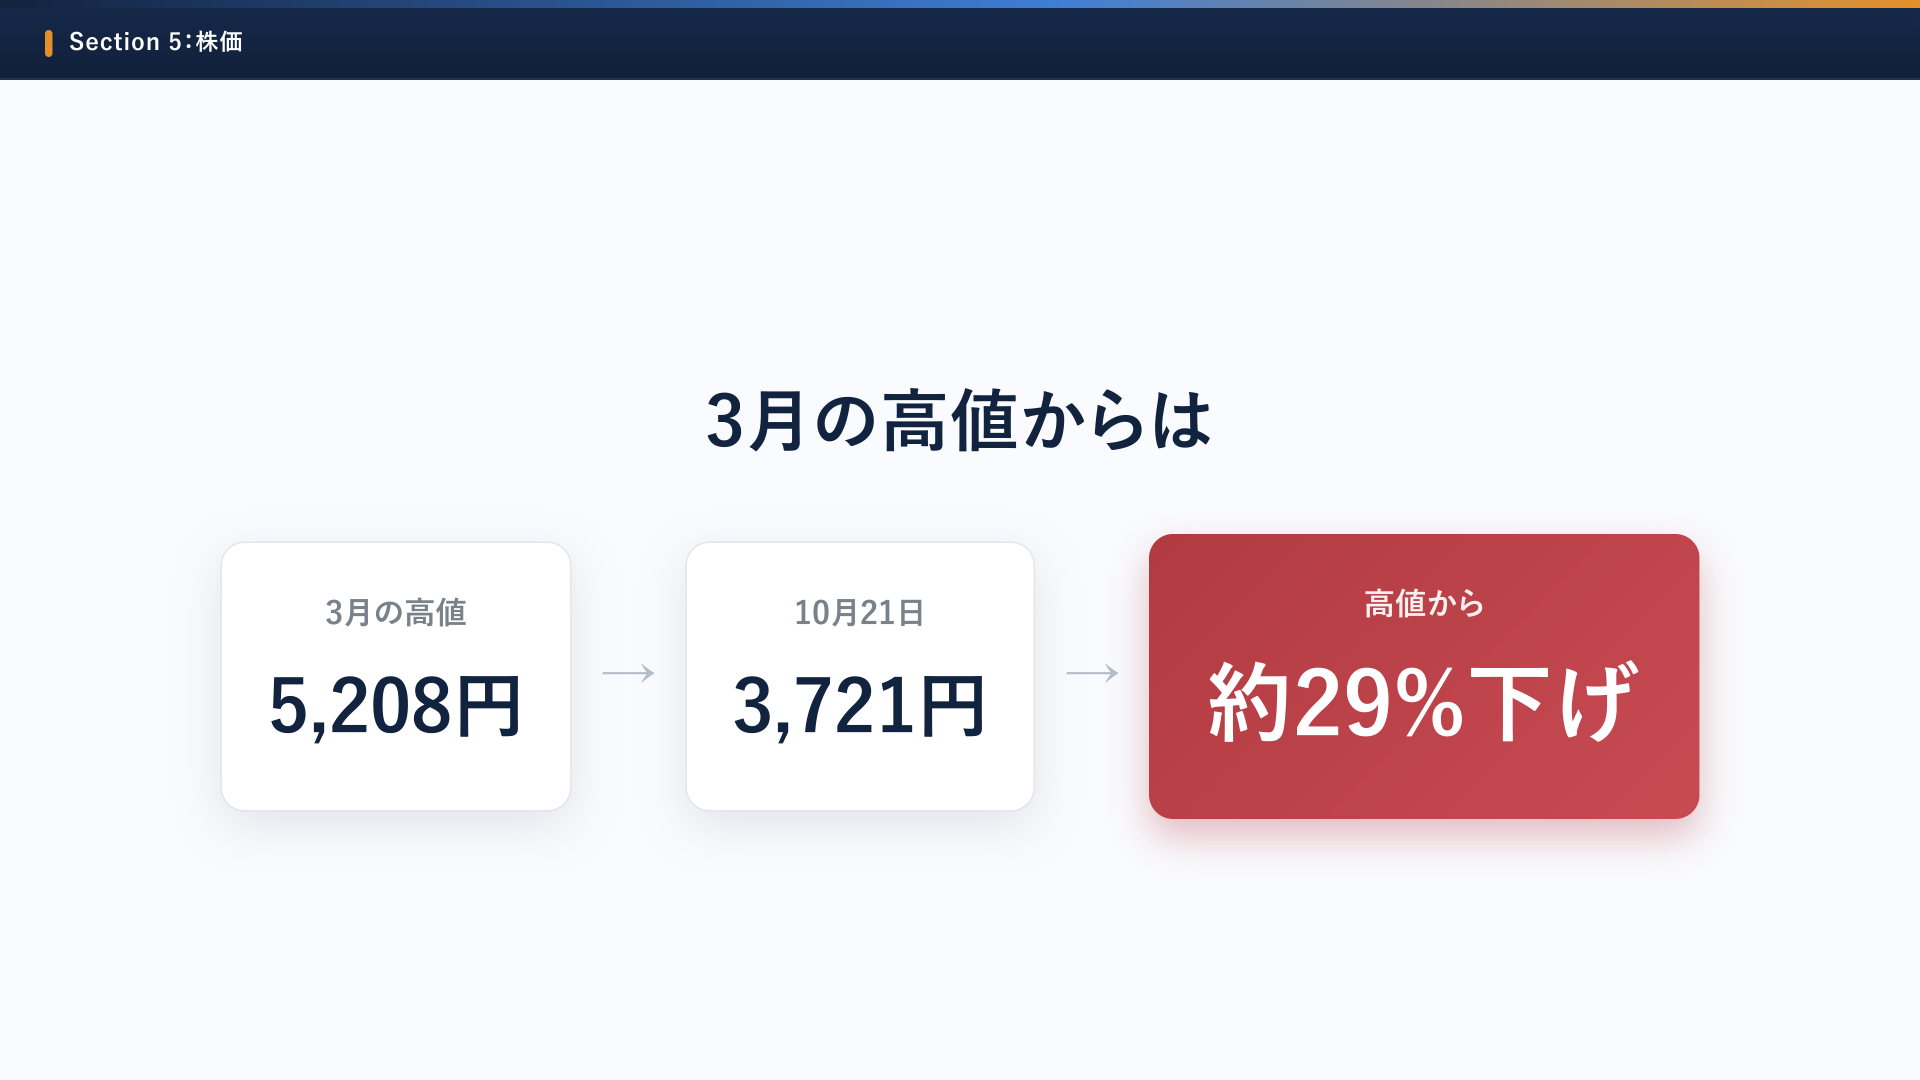 Section 5：株価
3月の高値からは
3月の高値
5,208円
→
10月21日
3,721円
→
高値から
約29%下げ